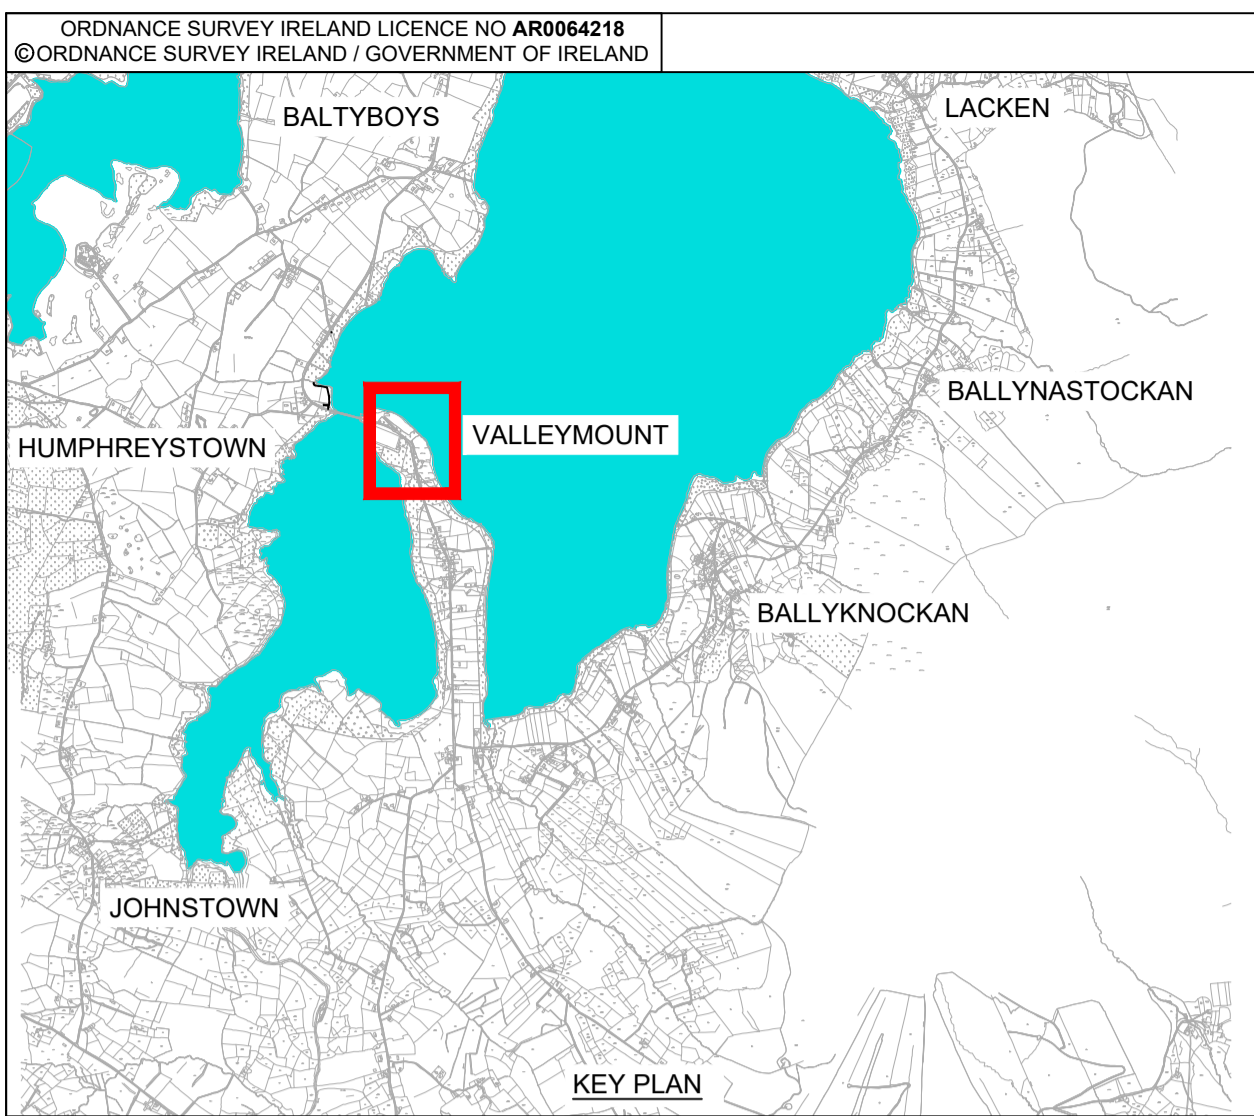 ORDNANCE SURVEY IRELAND LICENCE NO AR0064218
©ORDNANCE SURVEY IRELAND / GOVERNMENT OF IRELAND
BALTYBOYS
LACKEN
BALLYNASTOCKAN
HUMPHREYSTOWN
VALLEYMOUNT
BALLYKNOCKAN
JOHNSTOWN
KEY PLAN